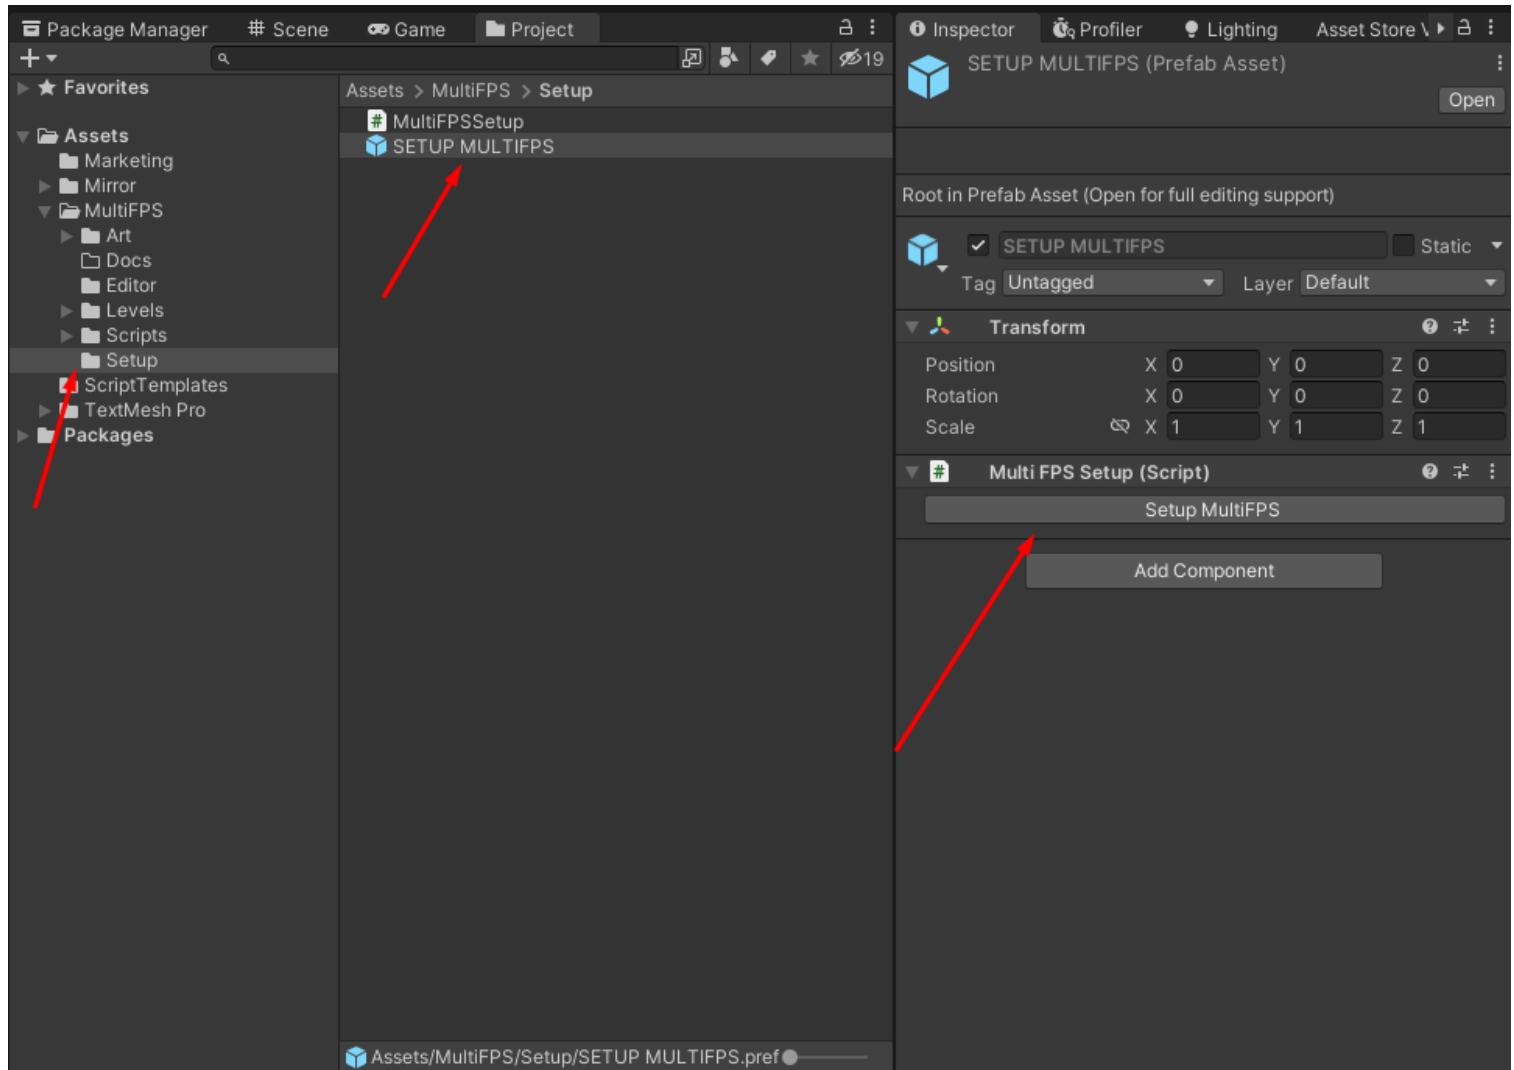 Package Manager
Scene
Game
Project
19
Favorites
Assets
Marketing
Mirror
MultiFPS
Art
Docs
Editor
Levels
Scripts
Setup
ScriptTemplates
TextMesh Pro
Packages
Assets > MultiFPS > Setup
MultiFPSSetup
SETUP MULTIFPS
Assets/MultiFPS/Setup/SETUP MULTIFPS.pref
Inspector
Profiler
Lighting
Asset Store
SETUP MULTIFPS (Prefab Asset)
Open
Root in Prefab Asset (Open for full editing support)
SETUP MULTIFPS
Static
Tag Untagged
Layer Default
Transform
Position X 0 Y 0 Z 0
Rotation X 0 Y 0 Z 0
Scale X 1 Y 1 Z 1
# Multi FPS Setup (Script)
Setup MultiFPS
Add Component